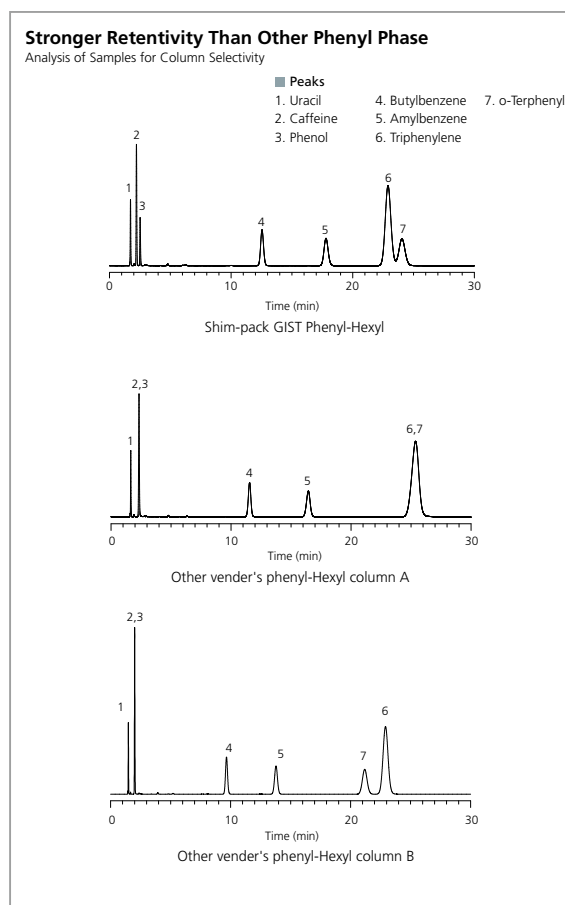 Stronger Retentivity Than Other Phenyl Phase
Analysis of Samples for Column Selectivity
Peaks
1. Uracil 4. Butylbenzene 7. o-Terphenyl
2. Caffeine 5. Amylbenzene
3. Phenol 6. Triphenylene
2
1
3
4
5
6
7
0 10 20 30
Time (min)
Shim-pack GIST Phenyl-Hexyl
2,3
1
4
5
6,7
0 10 20 30
Time (min)
Other vender's phenyl-Hexyl column A
2,3
1
4
5
7
6
0 10 20 30
Time (min)
Other vender's phenyl-Hexyl column B